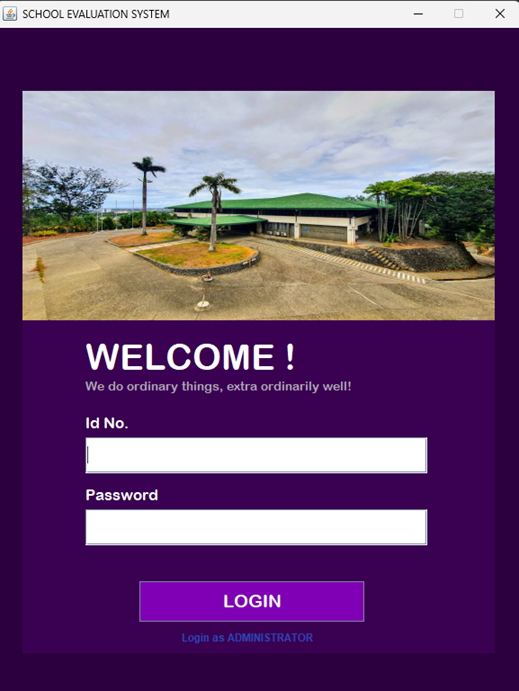 SCHOOL EVALUATION SYSTEM
WELCOME !
We do ordinary things, extra ordinarily well!
Id No.
Password
LOGIN
Login as ADMINISTRATOR